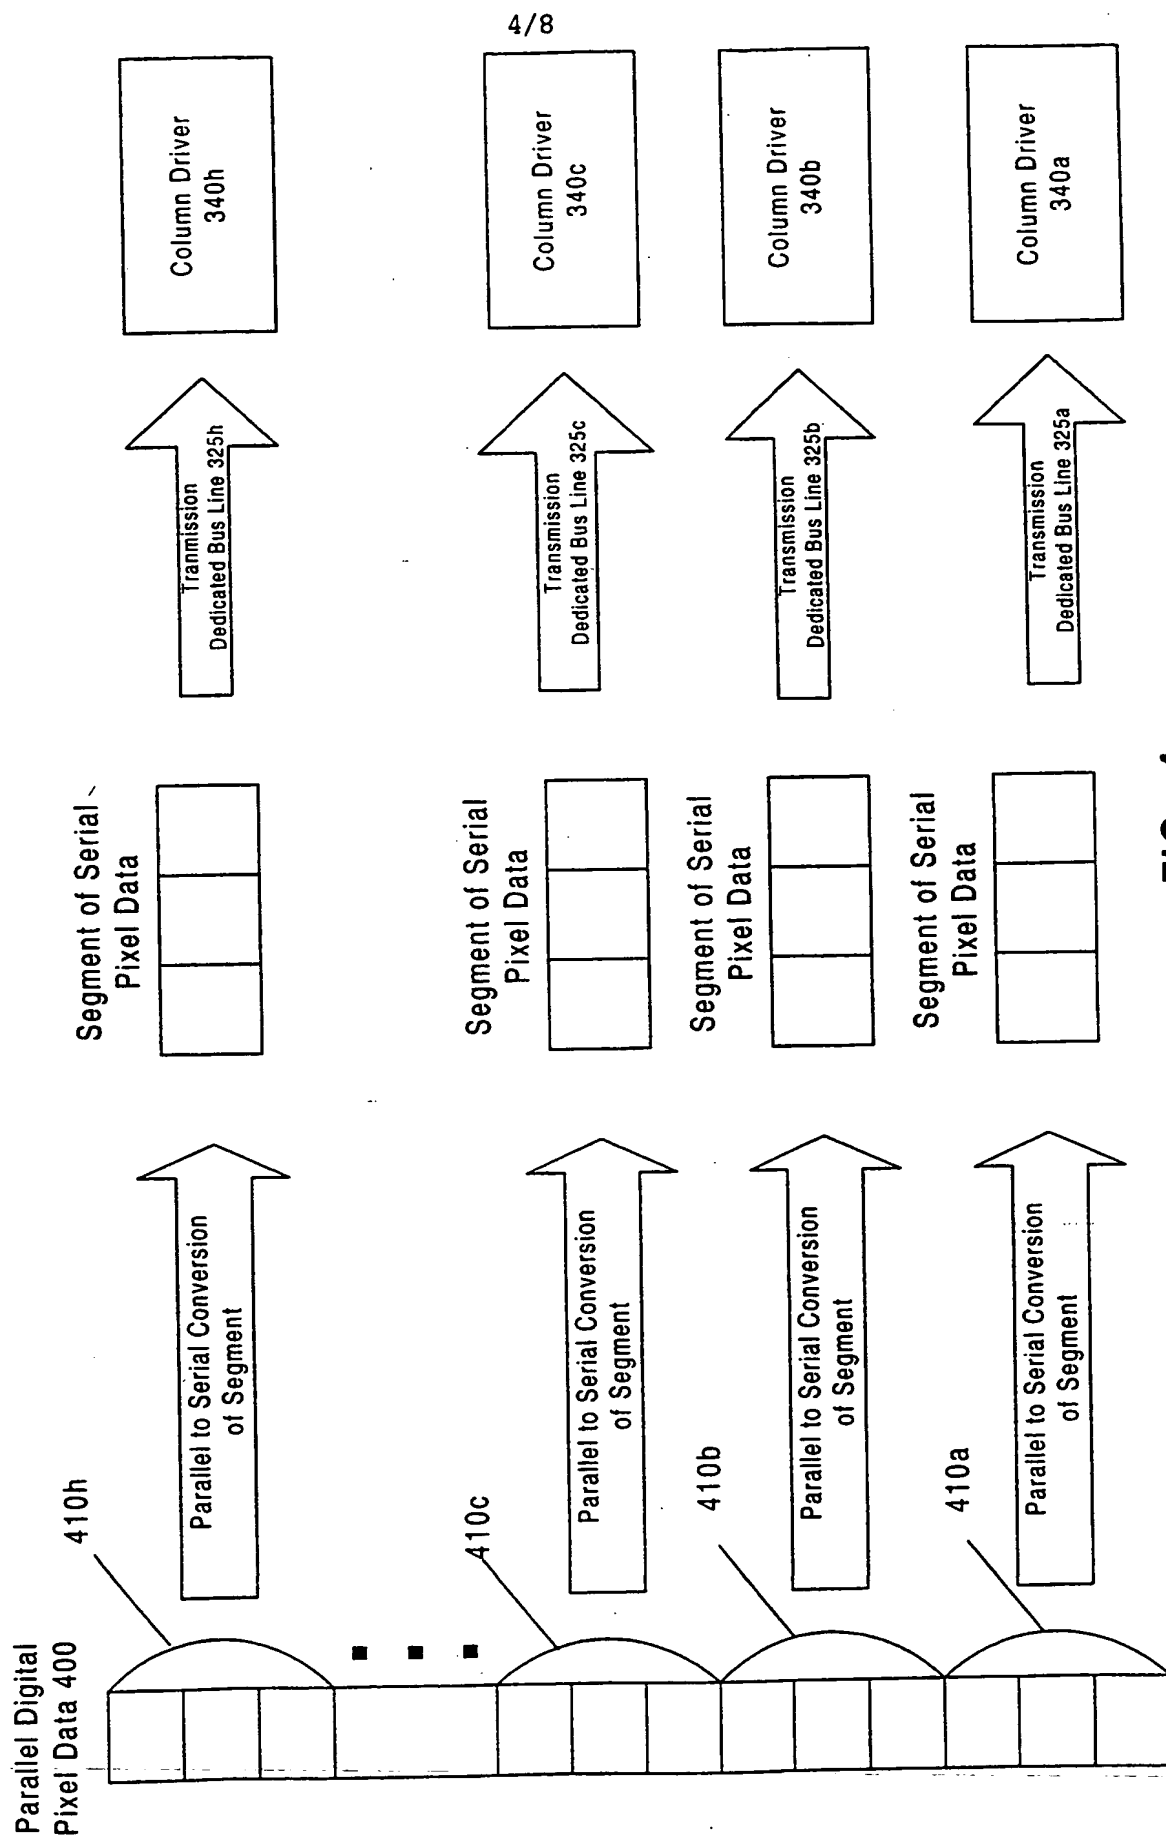 4/8
Parallel Digital
Pixel Data 400
410h
Parallel to Serial Conversion
of Segment
Segment of Serial
Pixel Data
Tranmission
Dedicated Bus Line 325h
Column Driver
340h
410c
Parallel to Serial Conversion
of Segment
Segment of Serial
Pixel Data
Transmission
Dedicated Bus Line 325c
Column Driver
340c
410b
Parallel to Serial Conversion
of Segment
Segment of Serial
Pixel Data
Transmission
Dedicated Bus Line 325b
Column Driver
340b
410a
Parallel to Serial Conversion
of Segment
Segment of Serial
Pixel Data
Transmission
Dedicated Bus Line 325a
Column Driver
340a